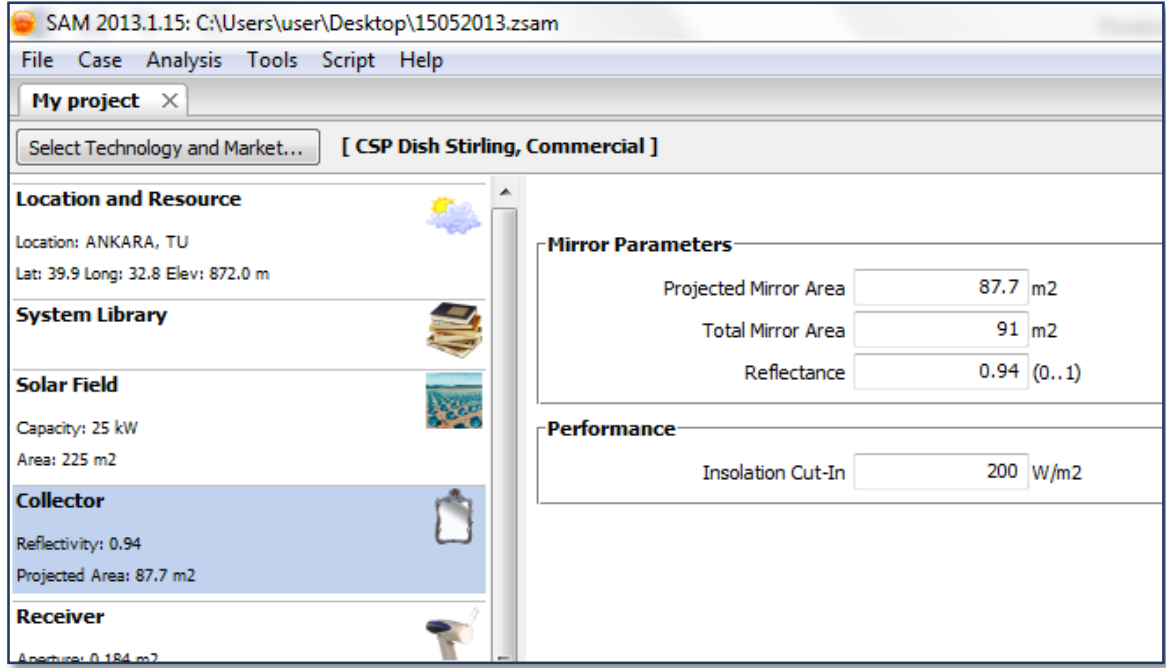 SAM 2013.1.15: C:\Users\user\Desktop\15052013.zsam
File Case Analysis Tools Script Help
My project
Select Technology and Market... [ CSP Dish Stirling, Commercial ]
Location and Resource
Location: ANKARA, TU
Lat: 39.9 Long: 32.8 Elev: 872.0 m
System Library
Solar Field
Capacity: 25 kW
Area: 225 m2
Collector
Reflectivity: 0.94
Projected Area: 87.7 m2
Receiver
Aperture: 0.184 m2
Mirror Parameters
Projected Mirror Area 87.7 m2
Total Mirror Area 91 m2
Reflectance 0.94 (0..1)
Performance
Insolation Cut-In 200 W/m2